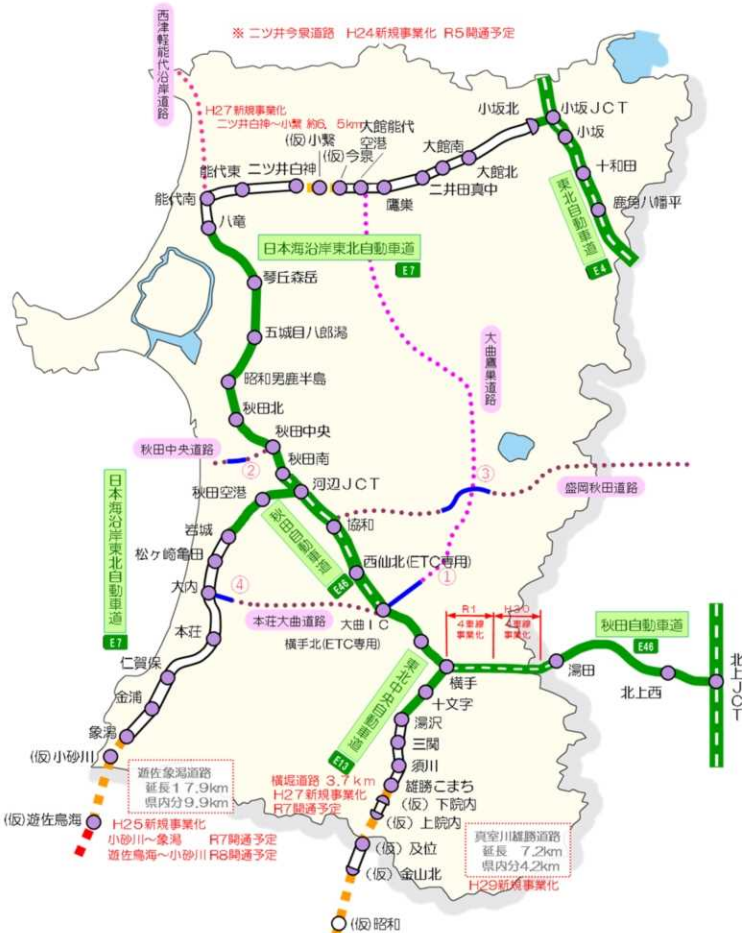 ※ 二ツ井今泉道路 H24新規事業化 R5開通予定
西津軽能代沿岸道路
H27新規事業化
二ツ井白神～小繋 約6.5km
(仮)小繋
(仮)今泉
大館能代空港
大館南
大館北
小坂北
小坂JCT
小坂
十和田
鹿角八幡平
東北自動車道
E4
能代南
能代東
二ツ井白神
鷹巣
二井田真中
八竜
日本海沿岸東北自動車道
E7
琴丘森岳
五城目八郎潟
昭和男鹿半島
秋田北
秋田中央
秋田中央道路
②
秋田南
河辺JCT
秋田空港
大曲鷹巣道路
③
盛岡秋田道路
協和
秋田自動車道
E46
西仙北(ETC専用)
①
日本海沿岸東北自動車道
E7
岩城
松ヶ崎亀田
大内
④
本荘大曲道路
大曲IC
横手北(ETC専用)
本荘
仁賀保
金浦
象潟
(仮)小砂川
(仮)遊佐鳥海
R1
4車線
事業化
H30
4車線
事業化
秋田自動車道
E46
横手
湯田
北上西
北上JCT
東北中央自動車道
E13
十文字
湯沢
三関
須川
雄勝こまち
(仮)下院内
(仮)上院内
(仮)及位
(仮)金山北
(仮)昭和
遊佐象潟道路
延長17.9km
県内分9.9km
H25新規事業化
小砂川～象潟 R7開通予定
遊佐鳥海～小砂川 R8開通予定
横堀道路 3.7km
H27新規事業化
R7開通予定
真室川雄勝道路
延長 7.2km
県内分4.2km
H29新規事業化